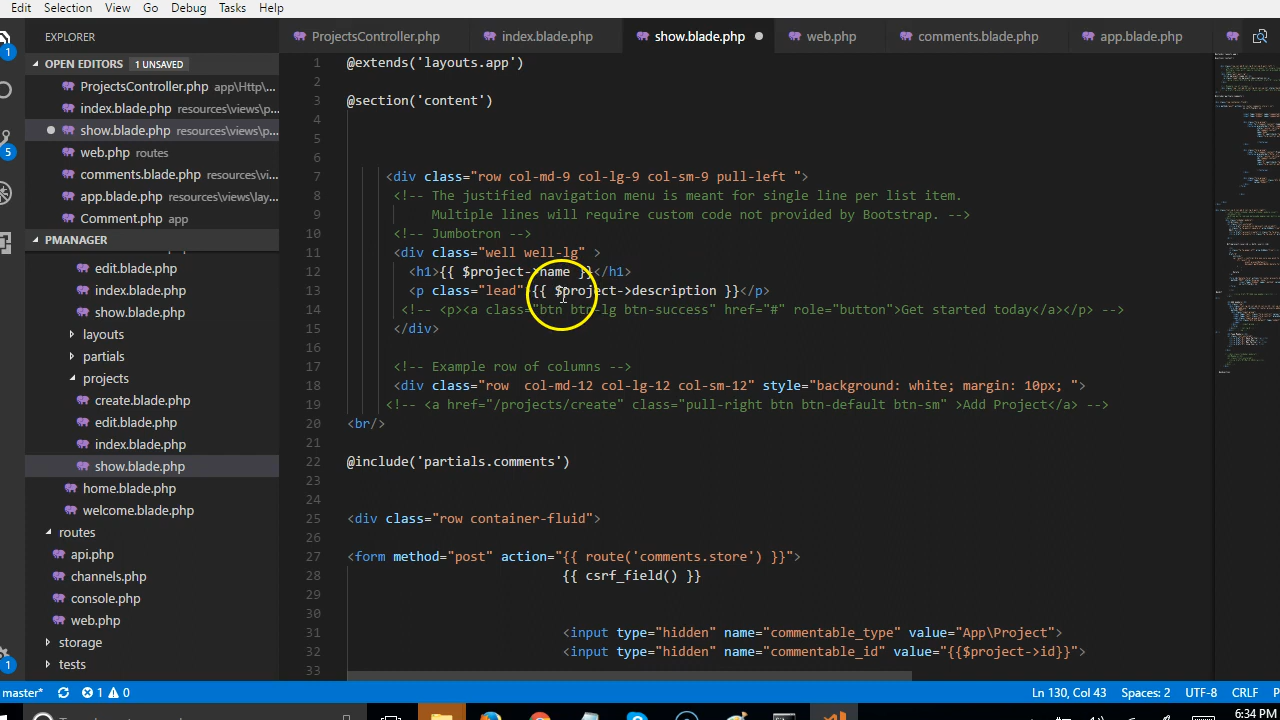 Edit Selection View Go Debug Tasks Help
EXPLORER
ProjectsController.php
index.blade.php
show.blade.php
web.php
comments.blade.php
app.blade.php
OPEN EDITORS 1 UNSAVED
ProjectsController.php app\Http\...
index.blade.php resources\views\p...
show.blade.php resources\views\p...
web.php routes
comments.blade.php resources\vi...
app.blade.php resources\views\lay...
Comment.php app
PMANAGER
edit.blade.php
index.blade.php
show.blade.php
layouts
partials
projects
create.blade.php
edit.blade.php
index.blade.php
show.blade.php
home.blade.php
welcome.blade.php
routes
api.php
channels.php
console.php
web.php
storage
tests
1
5
1
1 @extends('layouts.app')
2
3 @section('content')
4
5
6
7 <div class="row col-md-9 col-lg-9 col-sm-9 pull-left ">
8 <!-- The justified navigation menu is meant for single line per list item.
9 Multiple lines will require custom code not provided by Bootstrap. -->
10 <!-- Jumbotron -->
11 <div class="well well-lg" >
12 <h1>{{ $project->name }}</h1>
13 <p class="lead">{{ $project->description }}</p>
14 <!-- <p><a class="btn btn-lg btn-success" href="#" role="button">Get started today</a></p> -->
15 </div>
16
17 <!-- Example row of columns -->
18 <div class="row  col-md-12 col-lg-12 col-sm-12" style="background: white; margin: 10px; ">
19 <!-- <a href="/projects/create" class="pull-right btn btn-default btn-sm" >Add Project</a> -->
20 <br/>
21
22 @include('partials.comments')
23
24
25 <div class="row container-fluid">
26
27 <form method="post" action="{{ route('comments.store') }}">
28 {{ csrf_field() }}
29
30
31 <input type="hidden" name="commentable_type" value="App\Project">
32 <input type="hidden" name="commentable_id" value="{{$project->id}}">
33
master* 1 0
Ln 130, Col 43 Spaces: 2 UTF-8 CRLF
6:34 PM